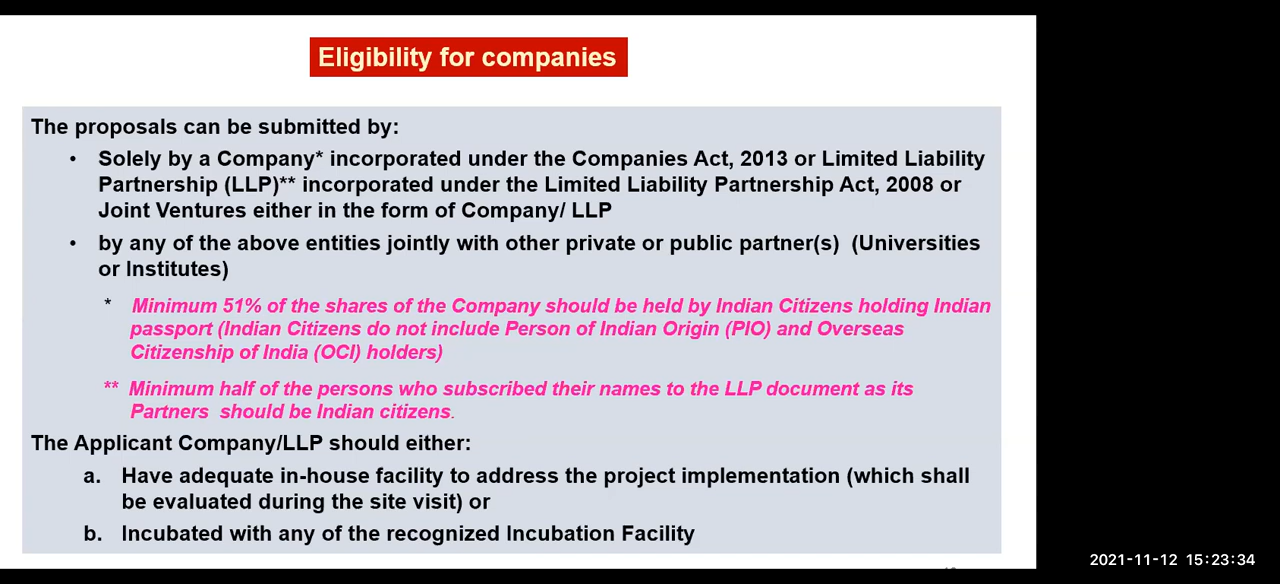 Eligibility for companies
The proposals can be submitted by:
• Solely by a Company* incorporated under the Companies Act, 2013 or Limited Liability
Partnership (LLP)** incorporated under the Limited Liability Partnership Act, 2008 or
Joint Ventures either in the form of Company/ LLP
• by any of the above entities jointly with other private or public partner(s) (Universities
or Institutes)
* Minimum 51% of the shares of the Company should be held by Indian Citizens holding Indian
passport (Indian Citizens do not include Person of Indian Origin (PIO) and Overseas
Citizenship of India (OCI) holders)
** Minimum half of the persons who subscribed their names to the LLP document as its
Partners should be Indian citizens.
The Applicant Company/LLP should either:
a. Have adequate in-house facility to address the project implementation (which shall
be evaluated during the site visit) or
b. Incubated with any of the recognized Incubation Facility
2021-11-12 15:23:34